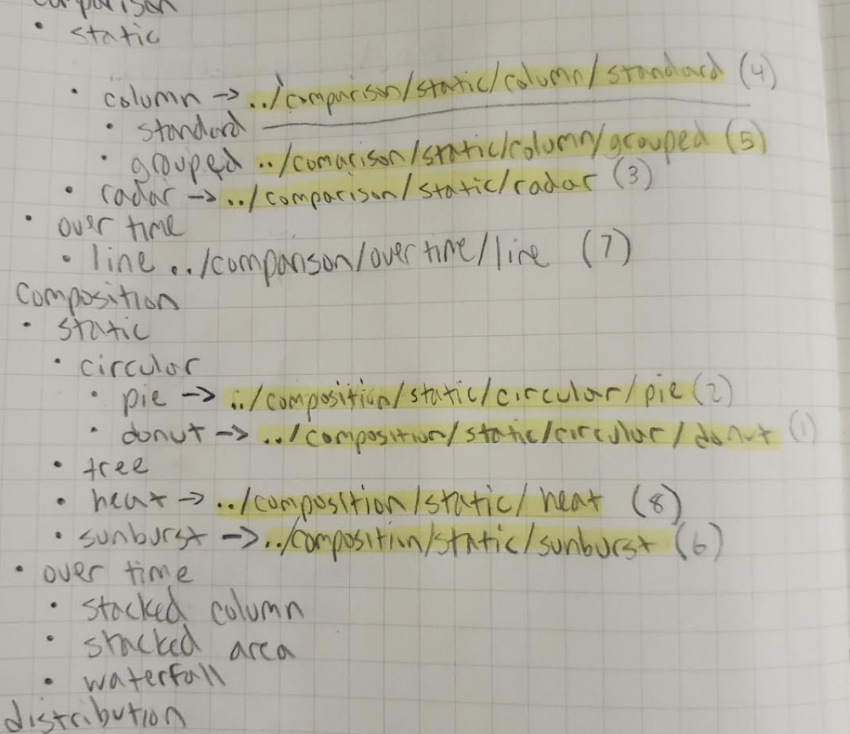 comparison
• static
• column -> ../comparison/static/column/standard (4)
• standard
• grouped ../comarison/static/column/grouped (5)
• radar -> ../comparison/static/radar (3)
• over time
• line ../comparison/over time/line (7)
Composition
• static
• circular
• pie -> ../composition/static/circular/pie (2)
• donut -> ../composition/static/circular/donut (1)
• tree
• heat -> ../composition/static/heat (8)
• sunburst -> ../composition/static/sunburst (6)
• over time
• stacked column
• stacked area
• waterfall
distribution